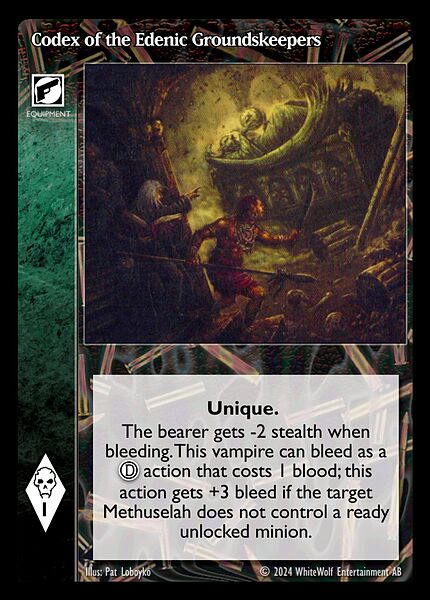 Codex of the Edenic Groundskeepers
EQUIPMENT
Unique.
The bearer gets -2 stealth when
bleeding. This vampire can bleed as a
Ⓓ action that costs 1 blood; this
action gets +3 bleed if the target
Methuselah does not control a ready
unlocked minion.
1
Illus: Pat Loboyko
© 2024 WhiteWolf Entertainment AB